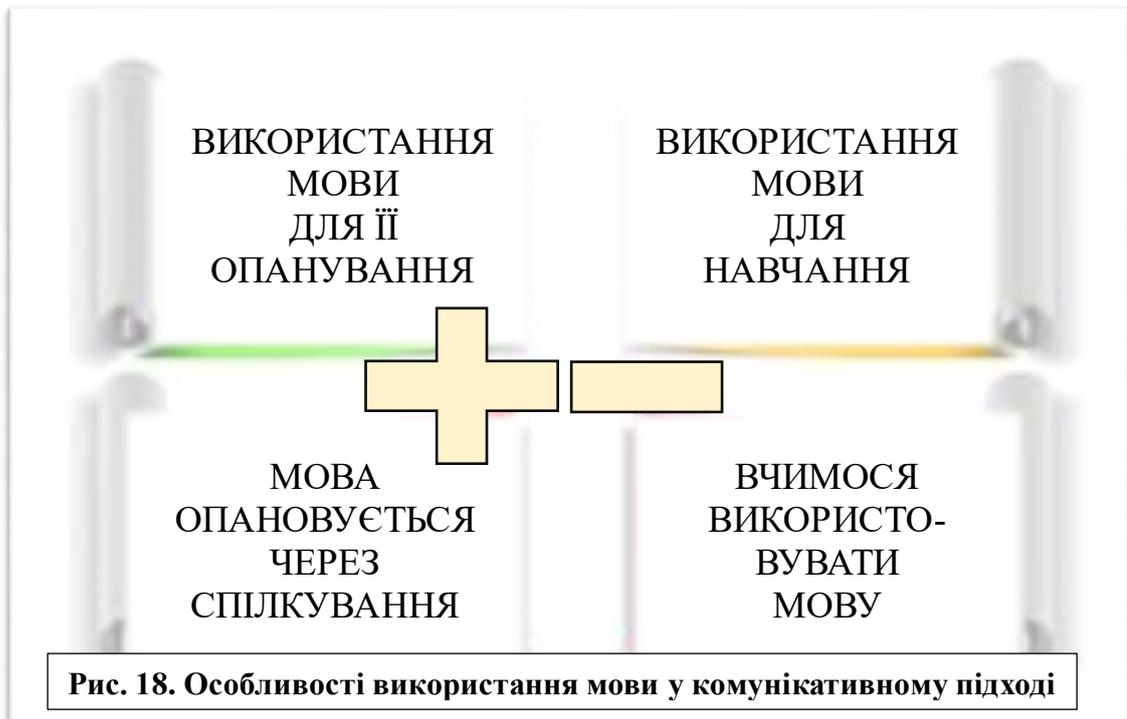 ВИКОРИСТАННЯ
МОВИ
ДЛЯ ЇЇ
ОПАНУВАННЯ
ВИКОРИСТАННЯ
МОВИ
ДЛЯ
НАВЧАННЯ
МОВА
ОПАНОВУЄТЬСЯ
ЧЕРЕЗ
СПІЛКУВАННЯ
ВЧИМОСЯ
ВИКОРИСТО-
ВУВАТИ
МОВУ
Рис. 18. Особливості використання мови у комунікативному підході